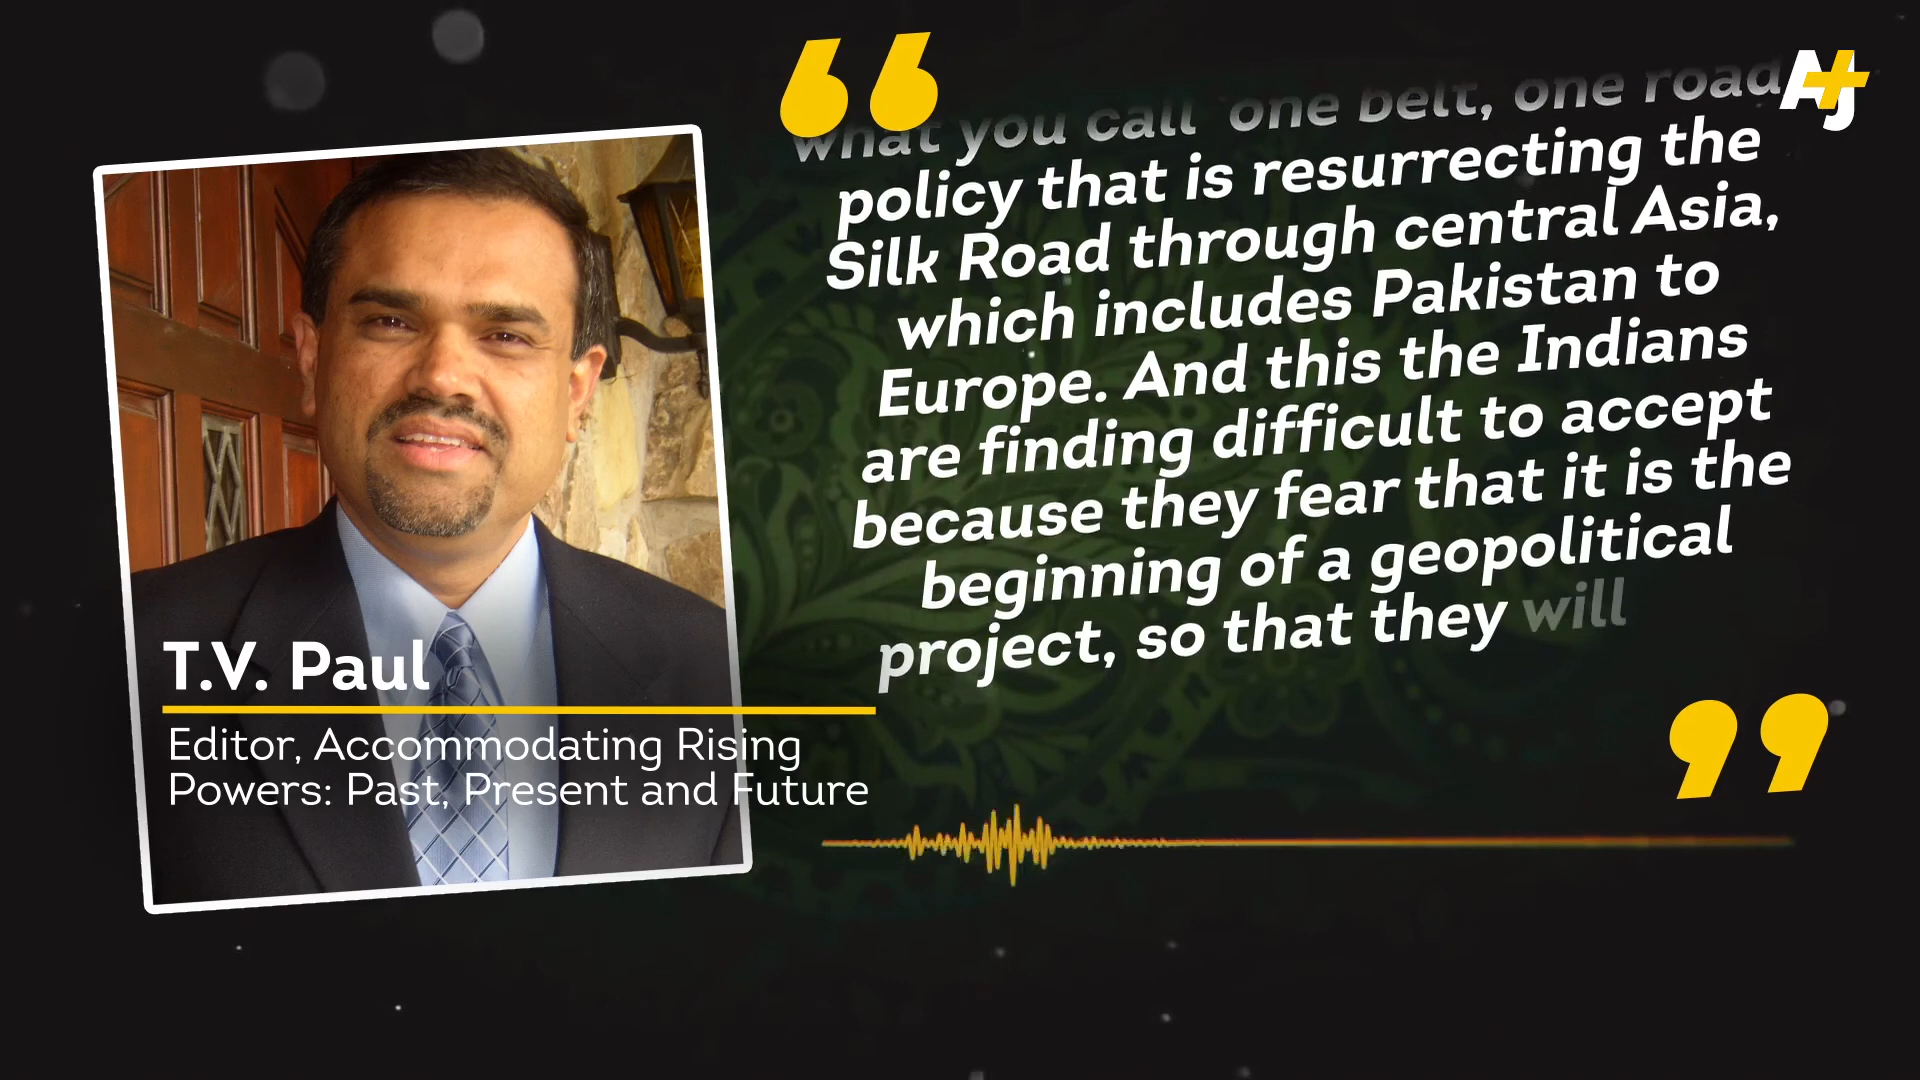 what you call one belt, one road
policy that is resurrecting the
Silk Road through central Asia,
which includes Pakistan to
Europe. And this the Indians
are finding difficult to accept
because they fear that it is the
beginning of a geopolitical
project, so that they will
T.V. Paul
Editor, Accommodating Rising
Powers: Past, Present and Future
AJ+